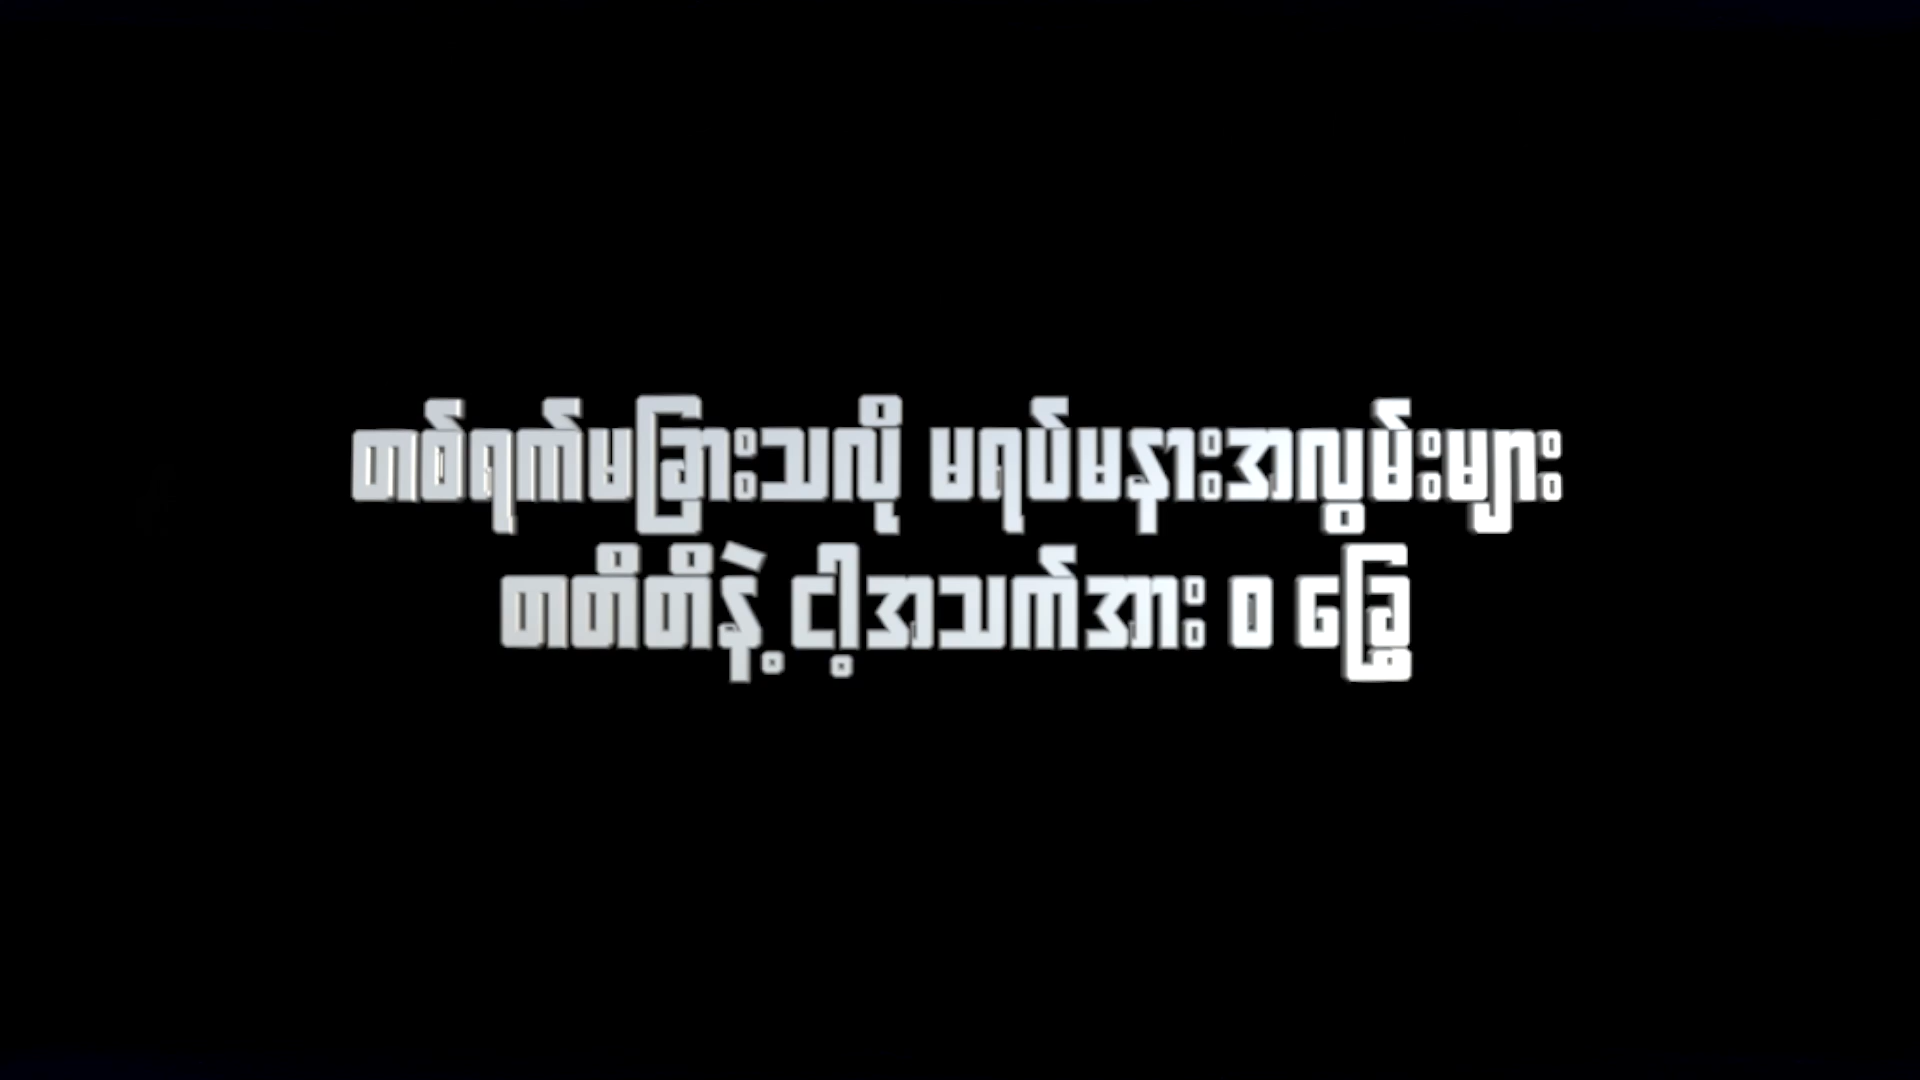 တစ်ရက်မခြားသလို မရပ်မနားအလွမ်းများ
တတိတိနဲ့ ငါ့အသက်အား ဝ ခြွေ